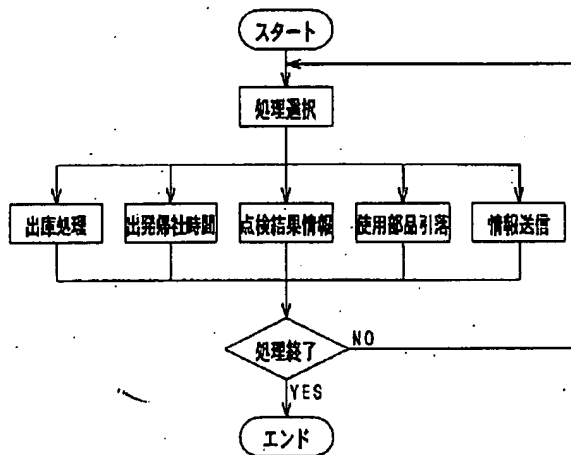 スタート
処理選択
出庫処理
出発帰社時間
点検結果情報
使用部品引落
情報送信
処理終了
NO
YES
エンド